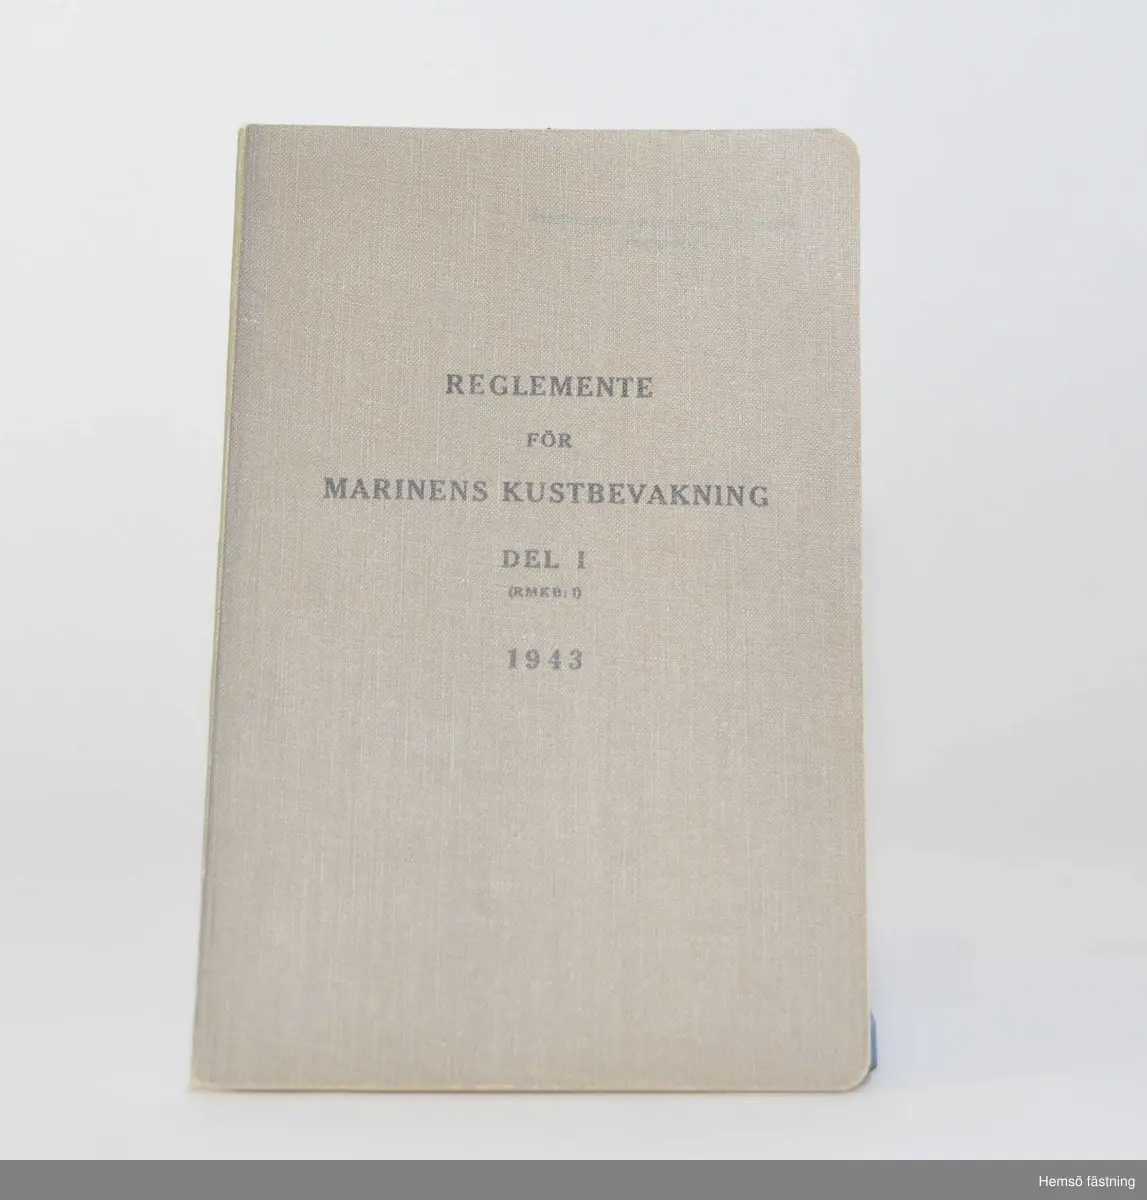 REGLEMENTE
FÖR
MARINENS KUSTBEVAKNING
DEL I
(RMKB: I)
1943
Hemsö fästning